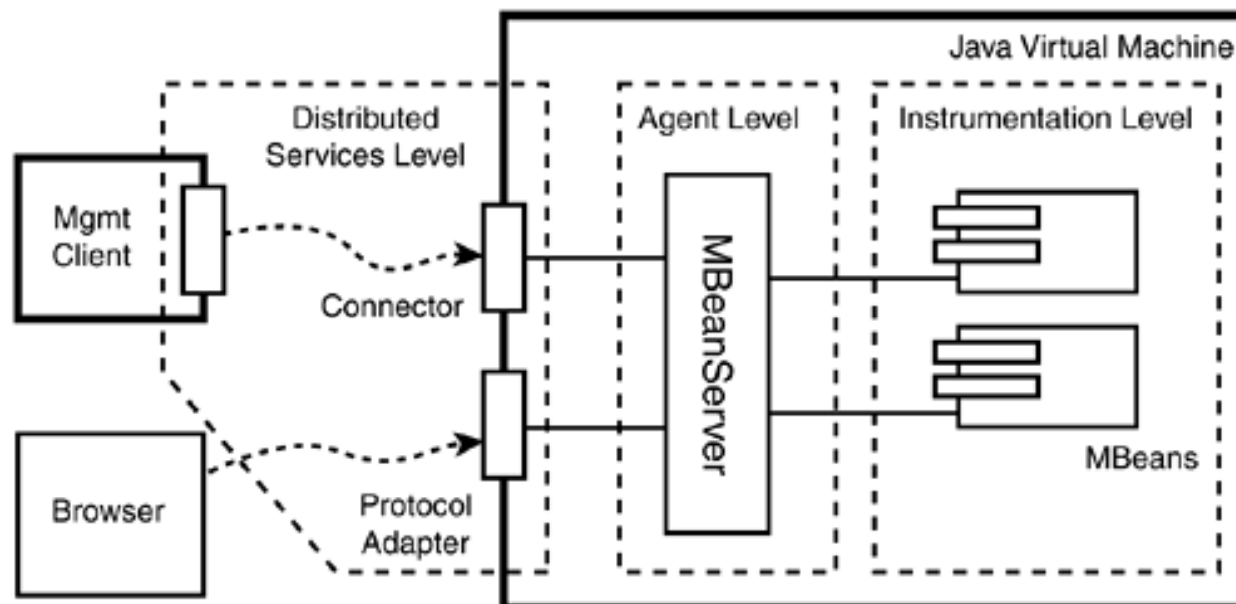 Java Virtual Machine
Distributed
Services Level
Agent Level
Instrumentation Level
Mgmt
Client
Connector
MBeanServer
MBeans
Browser
Protocol
Adapter